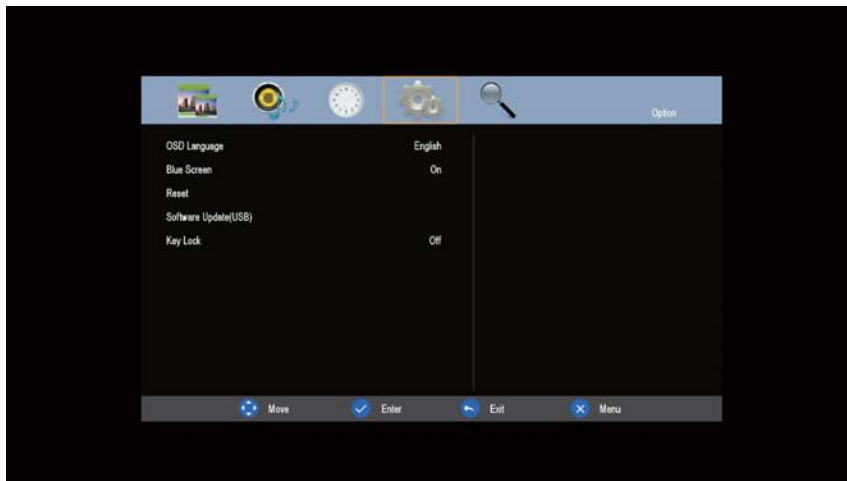 Option
OSD Language English
Blue Screen On
Reset
Software Update(USB)
Key Lock Off
Move Enter Exit Menu